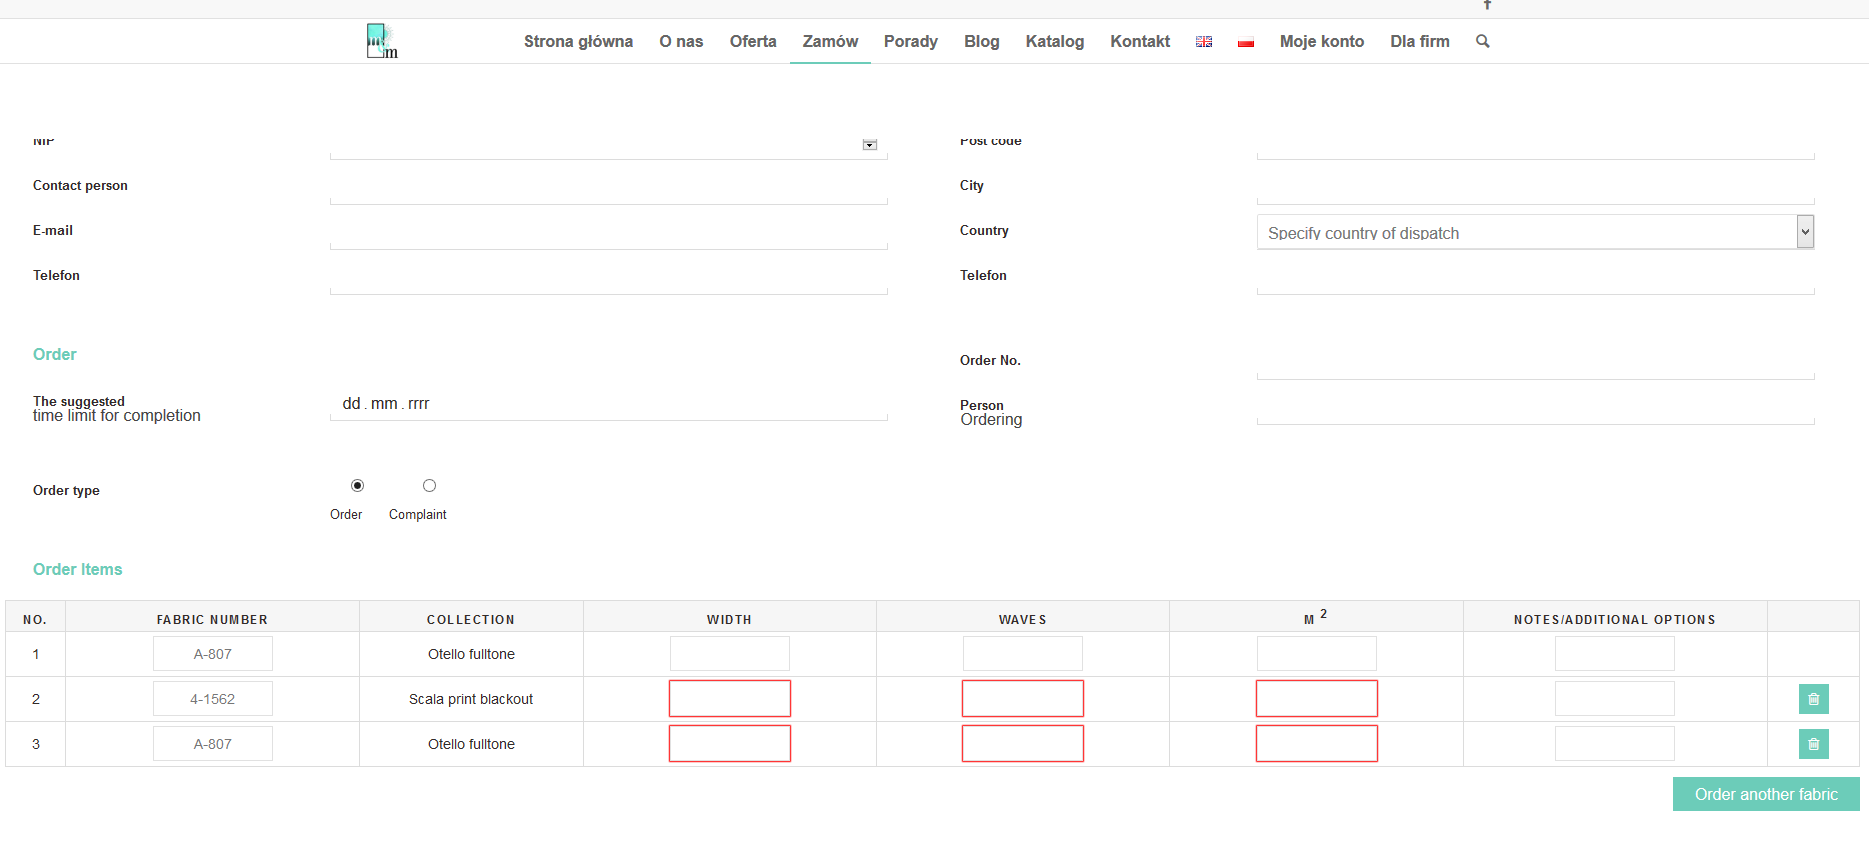 m
Strona główna O nas Oferta Zamów Porady Blog Katalog Kontakt Moje konto Dla firm
NIP Post code
Contact person City
E-mail Country Specify country of dispatch
Telefon Telefon
Order Order No.
The suggested
time limit for completion dd . mm . rrrr Person
Ordering
Order type
Order Complaint
Order Items
NO. FABRIC NUMBER COLLECTION WIDTH WAVES M 2 NOTES/ADDITIONAL OPTIONS
1 A-807 Otello fulltone
2 4-1562 Scala print blackout
3 A-807 Otello fulltone
Order another fabric